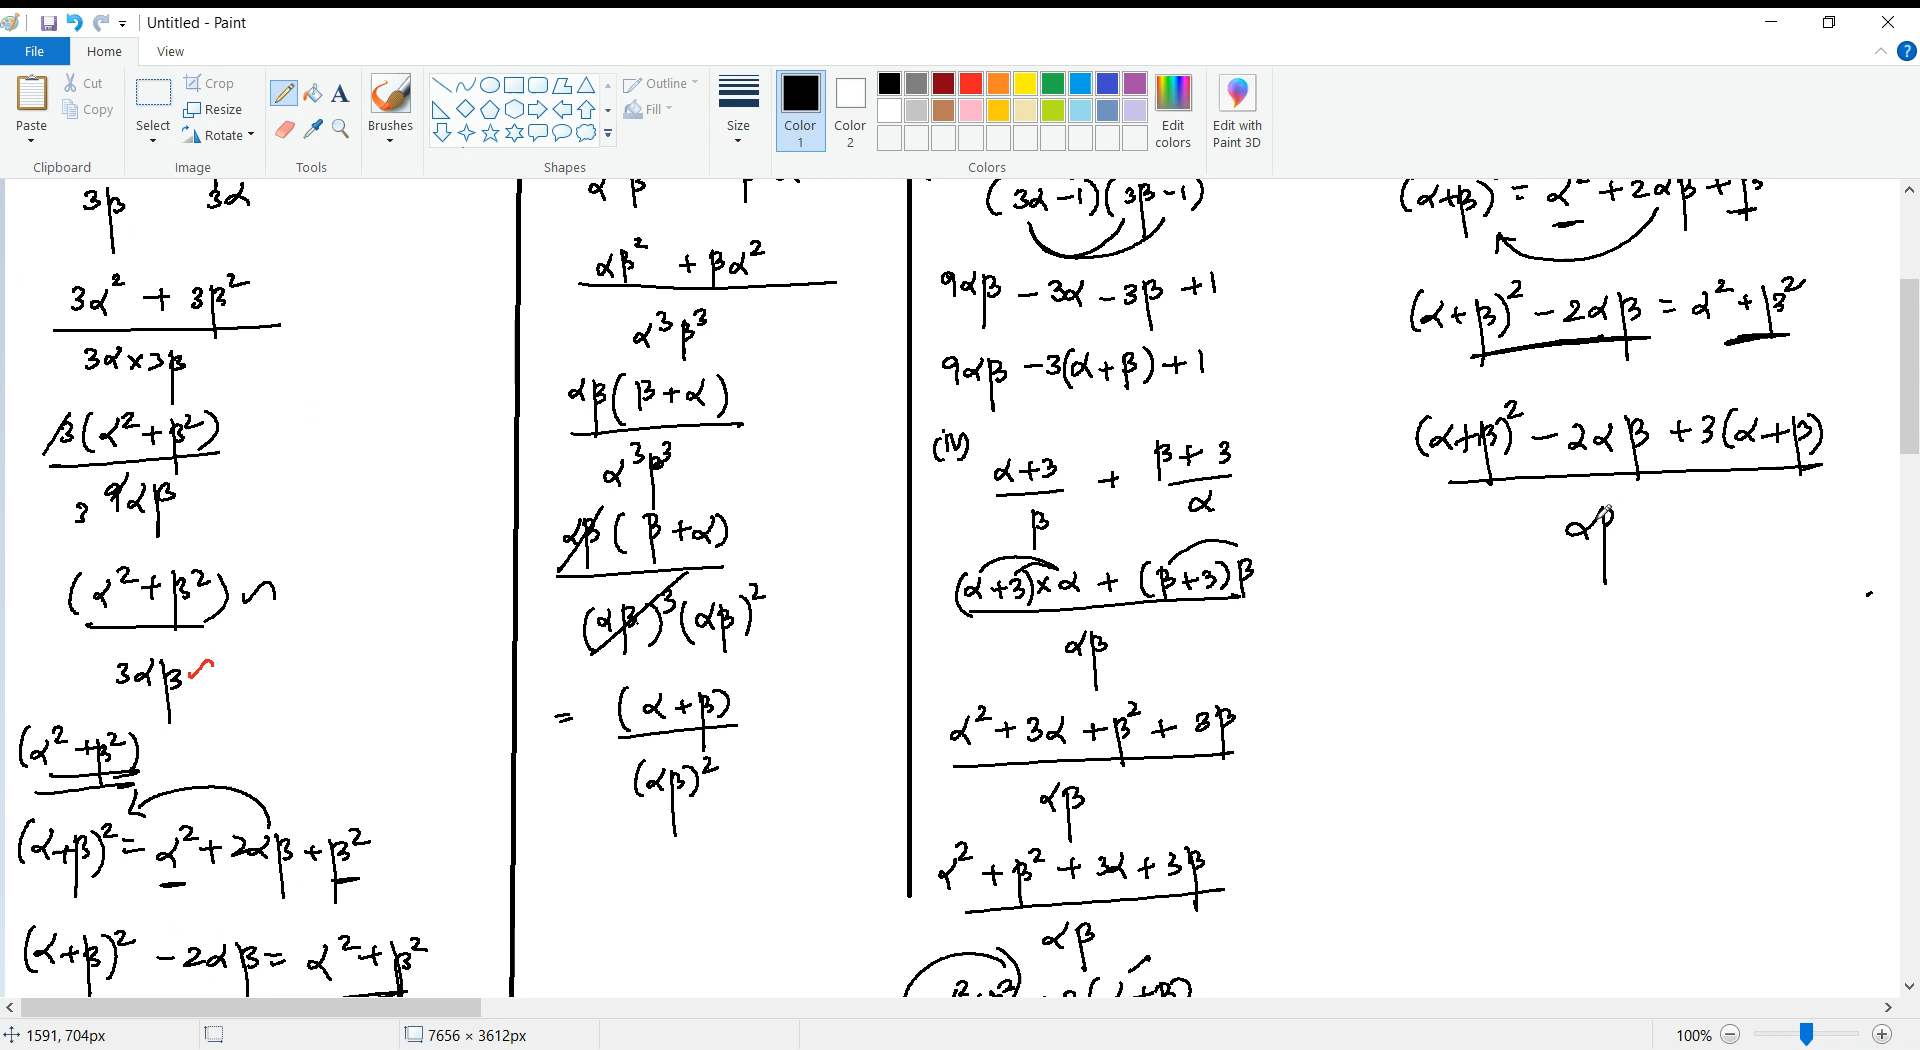 Untitled - Paint
File Home View
Paste
Cut
Copy
Clipboard
Select
Crop
Resize
Rotate
Image
Tools
Brushes
Shapes
Outline
Fill
Size
Color 1
Color 2
Edit colors
Edit with Paint 3D
Colors
3β 3α
3α² + 3β²
3α×3β
3(α²+β²)
3 9αβ
(α²+β²)
3αβ
(α²+β²)
(α+β)² = α²+2αβ+β²
(α+β)² - 2αβ = α²+β²
αβ² + βα²
α³β³
αβ(β+α)
α³β³
αβ(β+α)
(αβ)³(αβ)²
= (α+β)
(αβ)²
(3α-1)(3β-1)
9αβ - 3α - 3β + 1
9αβ - 3(α+β) + 1
(iv) α+3 + β+3
β α
(α+3)×α + (β+3)β
αβ
α²+3α+β²+3β
αβ
α²+β²+3α+3β
αβ
(α+β)² = α²+2αβ+β²
(α+β)² - 2αβ = α²+β²
(α+β)² - 2αβ + 3(α+β)
αβ
1591, 704px
7656 × 3612px
100%